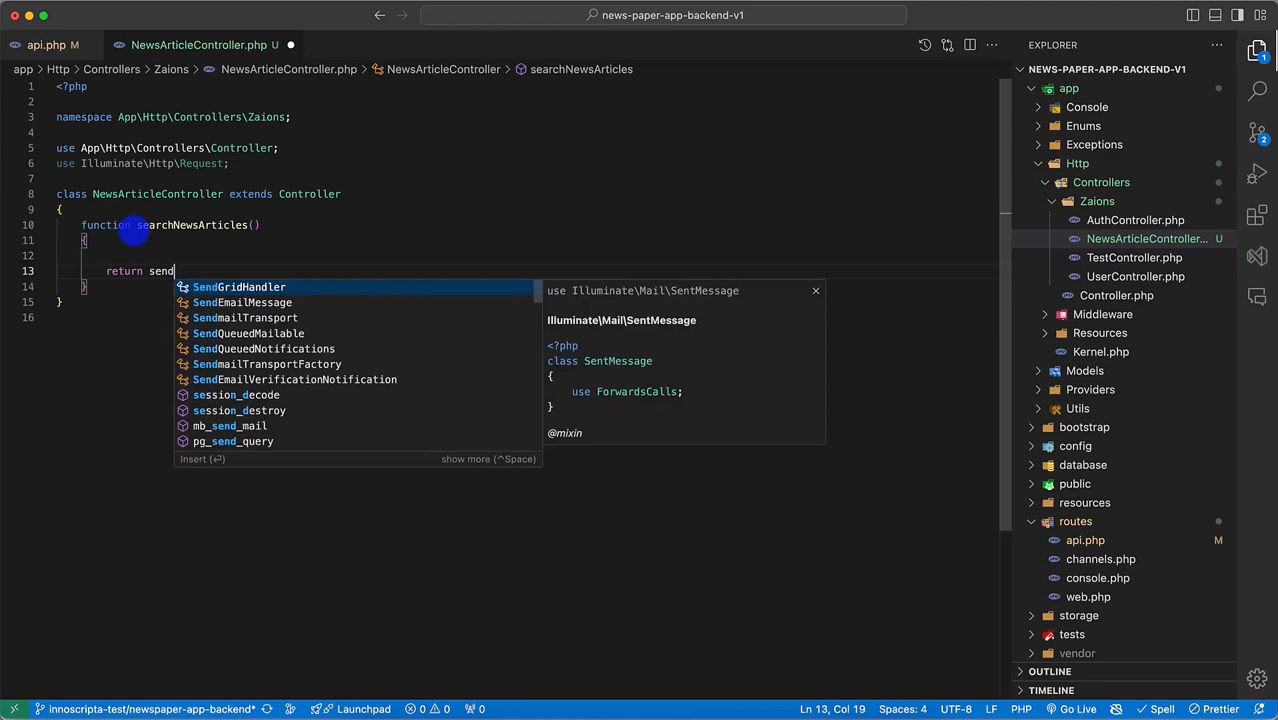 news-paper-app-backend-v1
api.php M
NewsArticleController.php
EXPLORER
app > Http > Controllers > Zaions > NewsArticleController.php > NewsArticleController > searchNewsArticles
1 <?php
2
3 namespace App\Http\Controllers\Zaions;
4
5 use App\Http\Controllers\Controller;
6 use Illuminate\Http\Request;
7
8 class NewsArticleController extends Controller
9 {
10 function searchNewsArticles()
11 {
12
13 return send
14 }
15 }
16
SendGridHandler
SendEmailMessage
SendmailTransport
SendQueuedMailable
SendQueuedNotifications
SendmailTransportFactory
SendEmailVerificationNotification
session_decode
session_destroy
mb_send_mail
pg_send_query
Insert (⏎) show more (^Space)
use Illuminate\Mail\SentMessage
Illuminate\Mail\SentMessage
<?php
class SentMessage
{
use ForwardsCalls;
}
@mixin
NEWS-PAPER-APP-BACKEND-V1
app
Console
Enums
Exceptions
Http
Controllers
Zaions
AuthController.php
NewsArticleController... U
TestController.php
UserController.php
Controller.php
Middleware
Resources
Kernel.php
Models
Providers
Utils
bootstrap
config
database
public
resources
routes
api.php M
channels.php
console.php
web.php
storage
tests
vendor
OUTLINE
TIMELINE
1
2
innoscripta-test/newspaper-app-backend* Launchpad 0 0 0 Ln 13, Col 19 Spaces: 4 UTF-8 LF PHP Go Live Spell Prettier